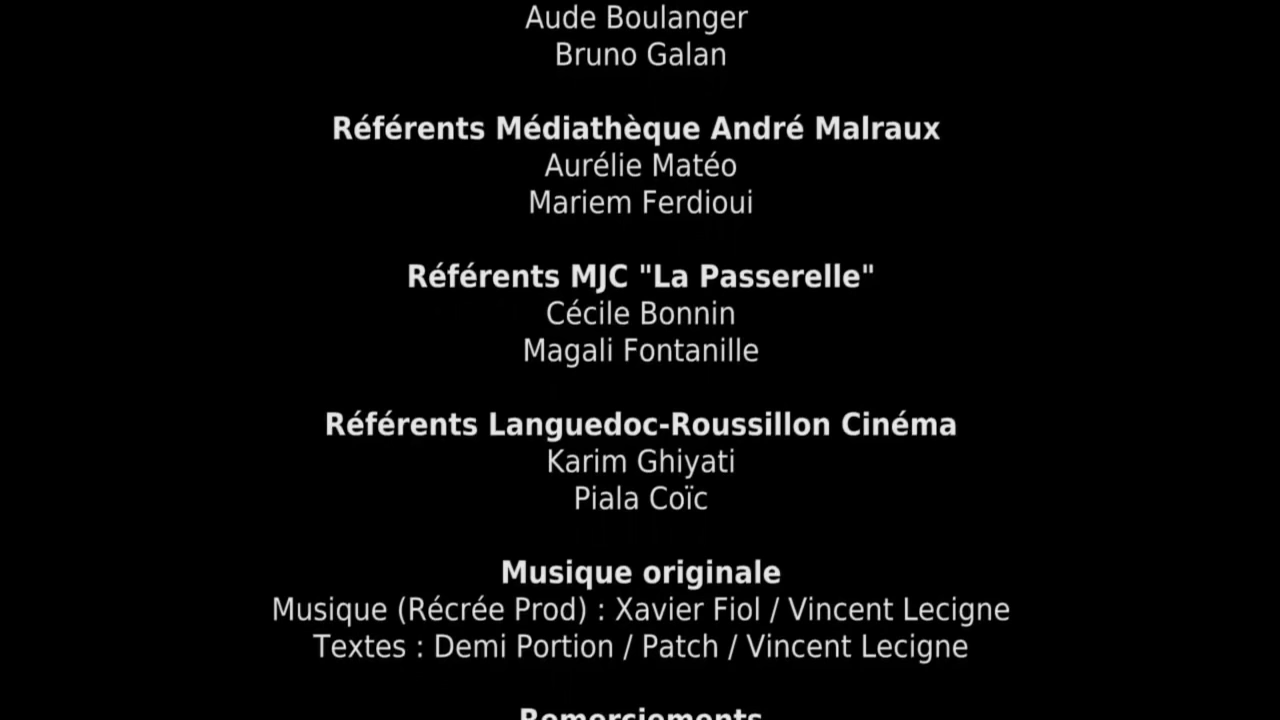 Aude Boulanger
Bruno Galan
Référents Médiathèque André Malraux
Aurélie Matéo
Mariem Ferdioui
Référents MJC "La Passerelle"
Cécile Bonnin
Magali Fontanille
Référents Languedoc-Roussillon Cinéma
Karim Ghiyati
Piala Coïc
Musique originale
Musique (Récrée Prod) : Xavier Fiol / Vincent Lecigne
Textes : Demi Portion / Patch / Vincent Lecigne
Remerciements